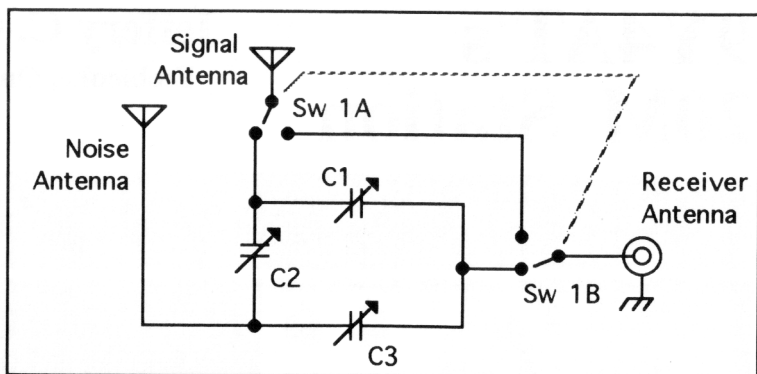 Signal
Antenna
Sw 1A
Noise
Antenna
C1
Receiver
Antenna
C2
Sw 1B
C3